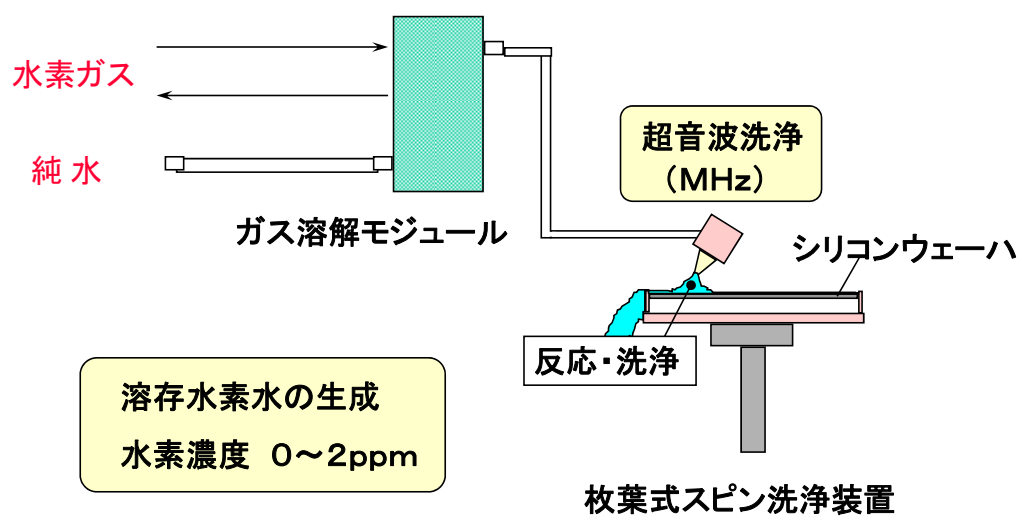 水素ガス
純 水
ガス溶解モジュール
超音波洗浄
（MHz）
シリコンウェーハ
反応・洗浄
溶存水素水の生成
水素濃度　0～2ppm
枚葉式スピン洗浄装置